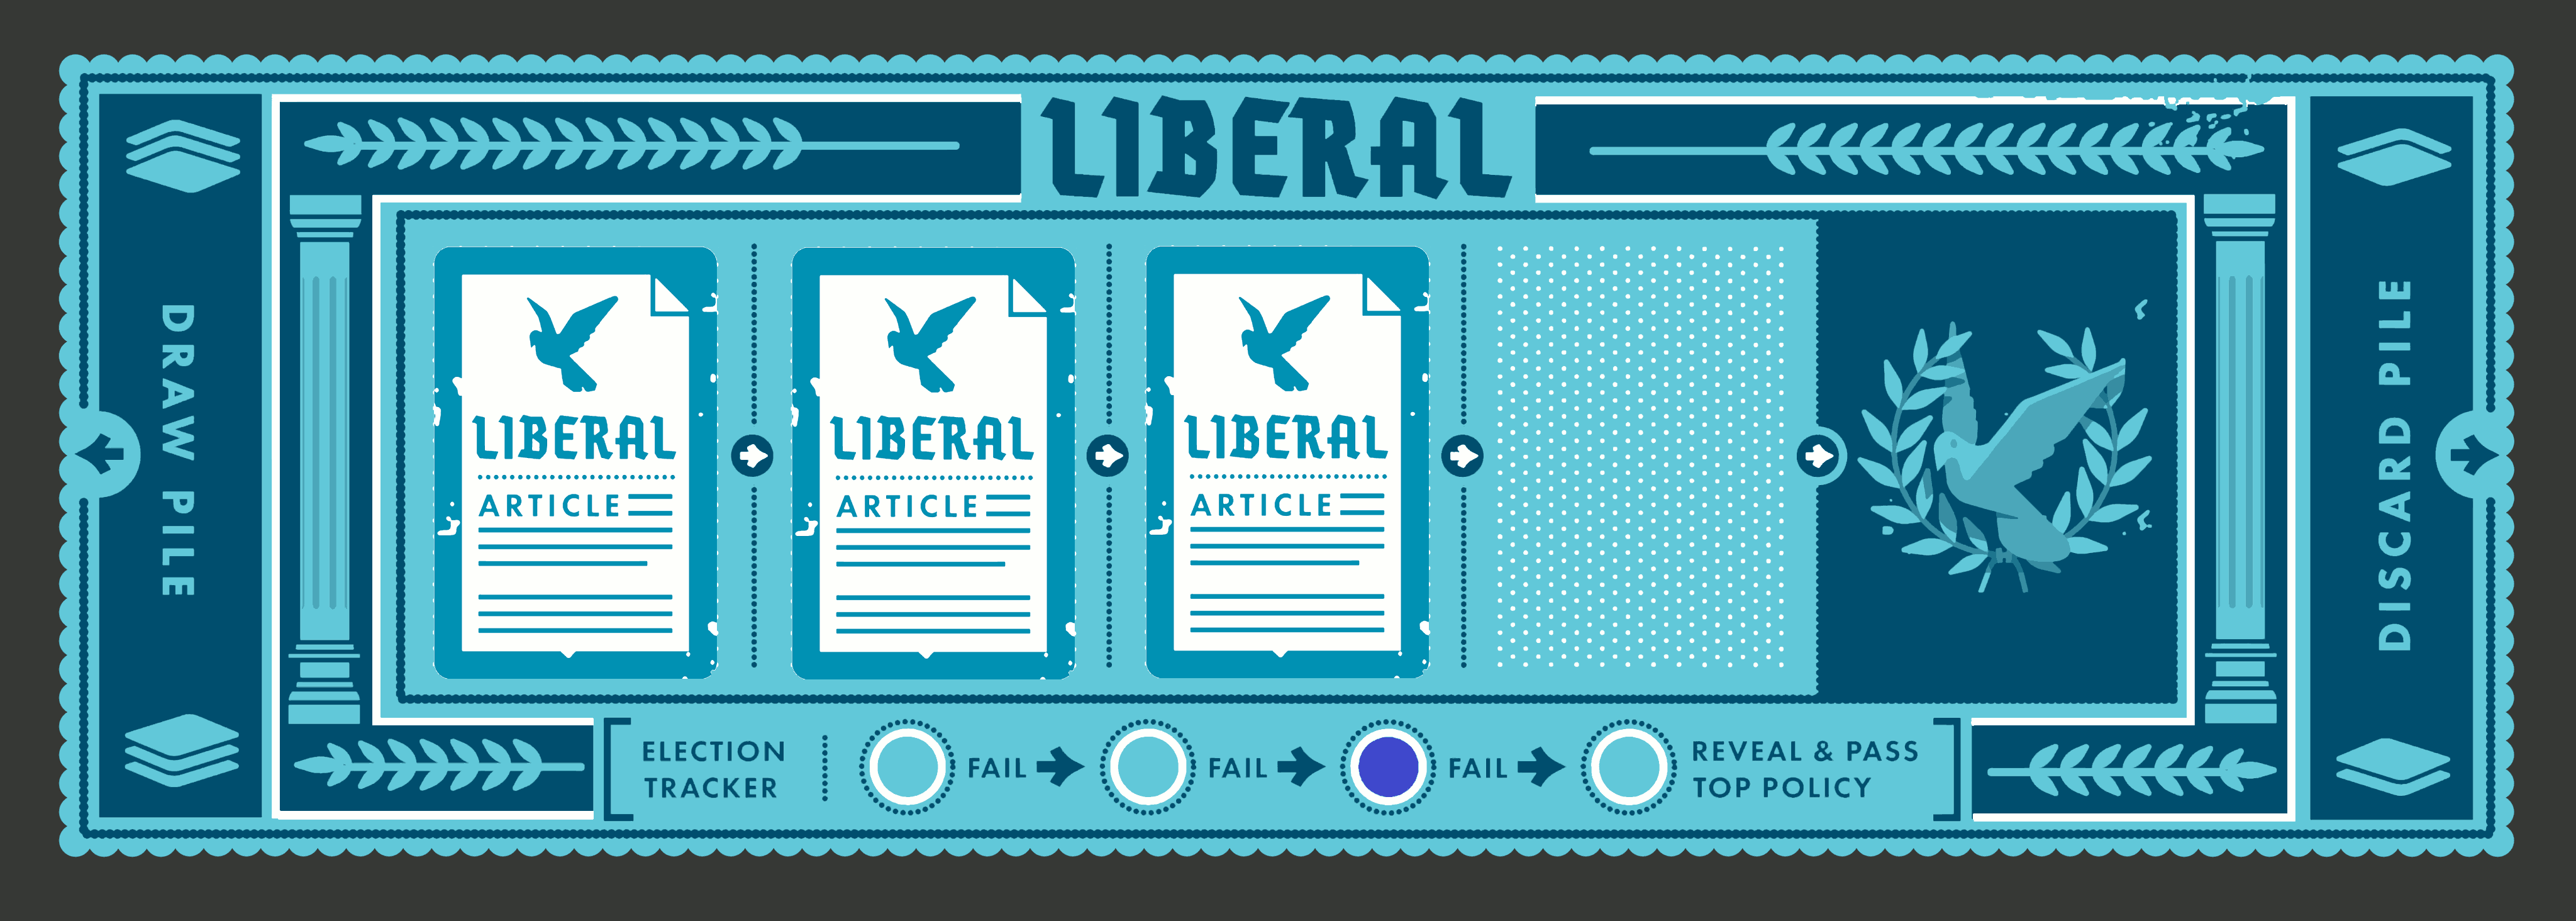 LIBERAL
DRAW PILE
LIBERAL
ARTICLE
LIBERAL
ARTICLE
LIBERAL
ARTICLE
DISCARD PILE
ELECTION
TRACKER
FAIL
FAIL
FAIL
REVEAL & PASS
TOP POLICY